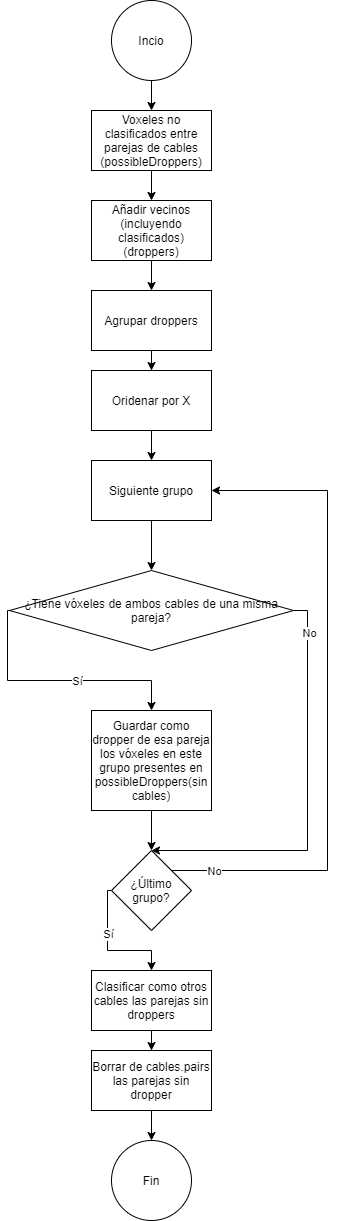 Incio
Voxeles no
clasificados entre
parejas de cables
(possibleDroppers)
Añadir vecinos
(incluyendo
clasificados)
(droppers)
Agrupar droppers
Oridenar por X
Siguiente grupo
¿Tiene vóxeles de ambos cables de una misma
pareja?
No
Sí
Guardar como
dropper de esa pareja
los vóxeles en este
grupo presentes en
possibleDroppers(sin
cables)
¿Último
grupo?
No
Sí
Clasificar como otros
cables las parejas sin
droppers
Borrar de cables.pairs
las parejas sin
dropper
Fin